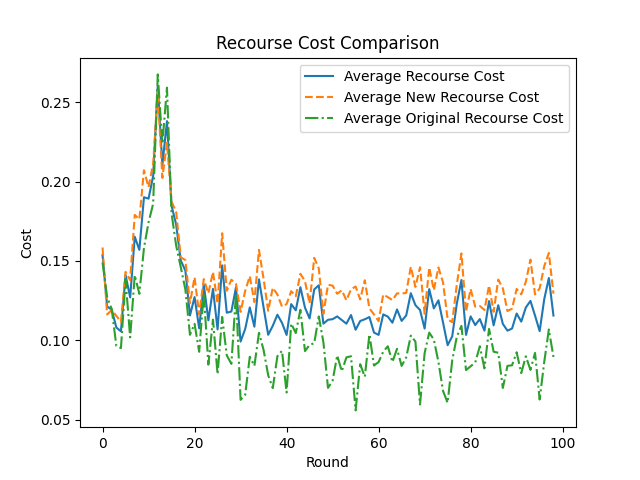 Recourse Cost Comparison
Average Recourse Cost
Average New Recourse Cost
Average Original Recourse Cost
0.25
0.20
0.15
0.10
0.05
Cost
0 20 40 60 80 100
Round